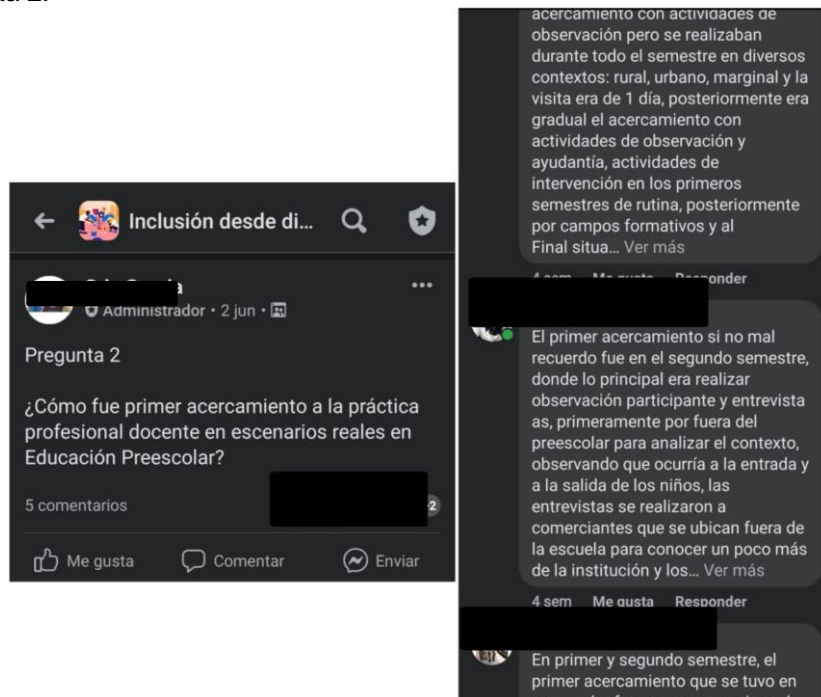 Inclusión desde di...
Administrador • 2 jun •
Pregunta 2
¿Cómo fue primer acercamiento a la práctica
profesional docente en escenarios reales en
Educación Preescolar?
5 comentarios
2
Me gusta Comentar Enviar
acercamiento con actividades de
observación pero se realizaban
durante todo el semestre en diversos
contextos: rural, urbano, marginal y la
visita era de 1 día, posteriormente era
gradual el acercamiento con
actividades de observación y
ayudantía, actividades de
intervención en los primeros
semestres de rutina, posteriormente
por campos formativos y al
Final situa... Ver más
4 sem Me gusta Responder
El primer acercamiento si no mal
recuerdo fue en el segundo semestre,
donde lo principal era realizar
observación participante y entrevista
as, primeramente por fuera del
preescolar para analizar el contexto,
observando que ocurría a la entrada y
a la salida de los niños, las
entrevistas se realizaron a
comerciantes que se ubican fuera de
la escuela para conocer un poco más
de la institución y los... Ver más
4 sem Me gusta Responder
En primer y segundo semestre, el
primer acercamiento que se tuvo en